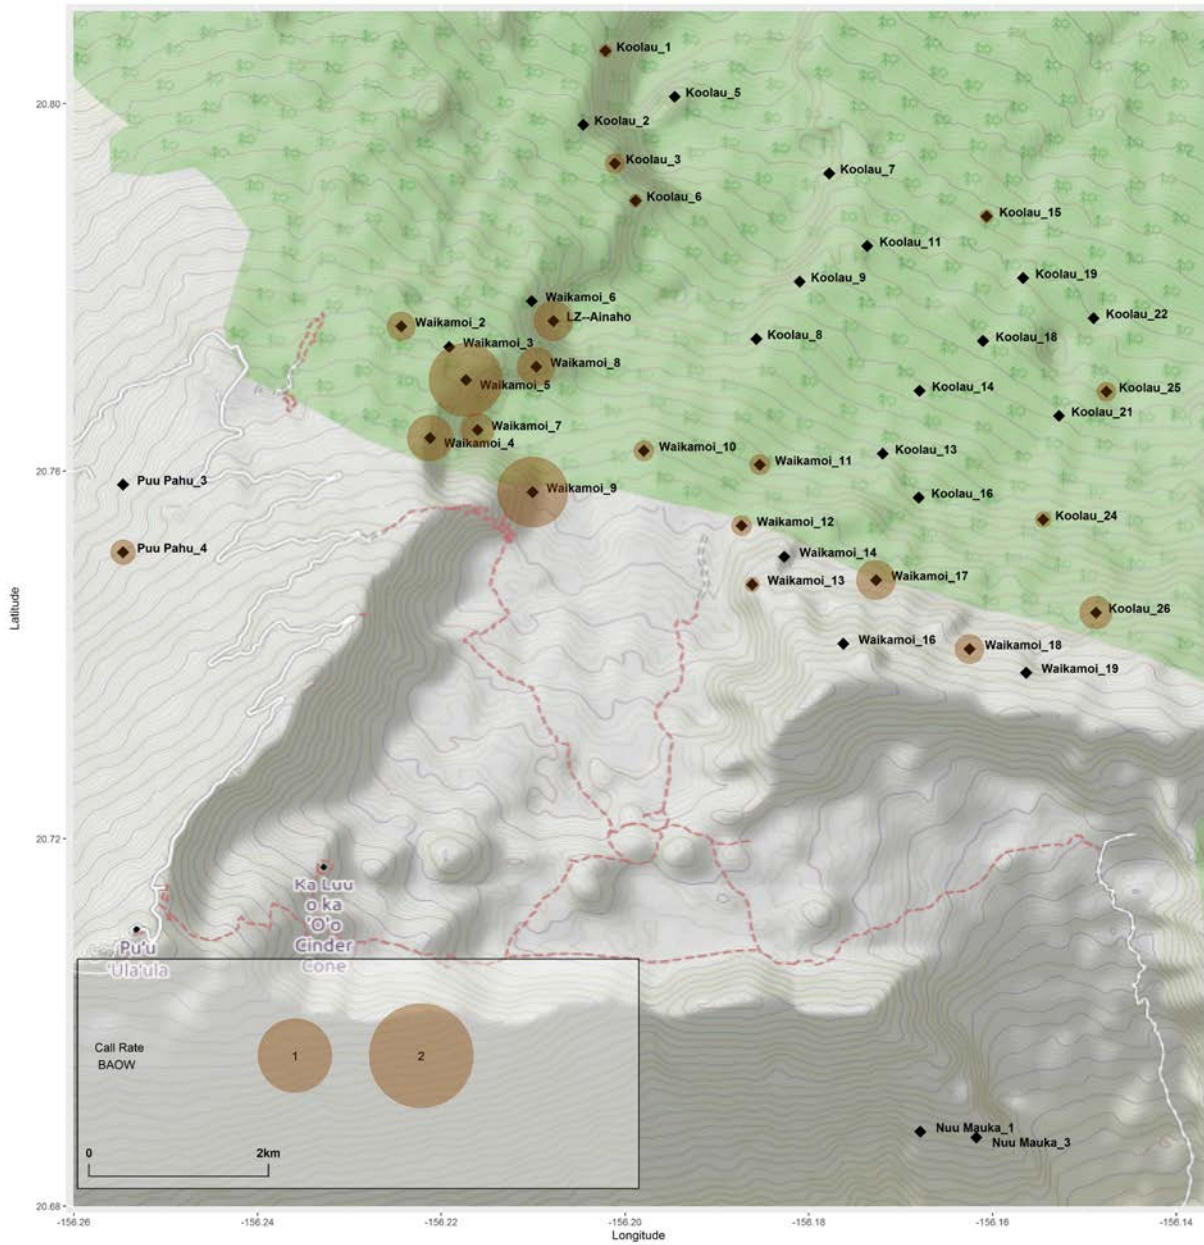 Koolau_1
20.80
Koolau_5
Koolau_2
Koolau_3
Koolau_7
Koolau_6
Koolau_15
Koolau_11
Koolau_19
Koolau_9
Waikamoi_6
Koolau_22
LZ--Ainaho
Waikamoi_2
Koolau_8
Koolau_18
Waikamoi_3
Waikamoi_8
Waikamoi_5
Koolau_14
Koolau_25
Koolau_21
Waikamoi_7
Waikamoi_4
Waikamoi_10
Koolau_13
Waikamoi_11
20.76
Puu Pahu_3
Waikamoi_9
Koolau_16
Koolau_24
Waikamoi_12
Puu Pahu_4
Waikamoi_14
Waikamoi_17
Waikamoi_13
Latitude
Koolau_26
Waikamoi_16
Waikamoi_18
Waikamoi_19
20.72
Ka Luu
o ka
'O'o
Cinder
Cone
Pu'u
'Ula'ula
Call Rate
BAOW
1
2
Nuu Mauka_1
Nuu Mauka_3
0
2km
20.68
-156.26
-156.24
-156.22
-156.20
-156.18
-156.16
-156.14
Longitude